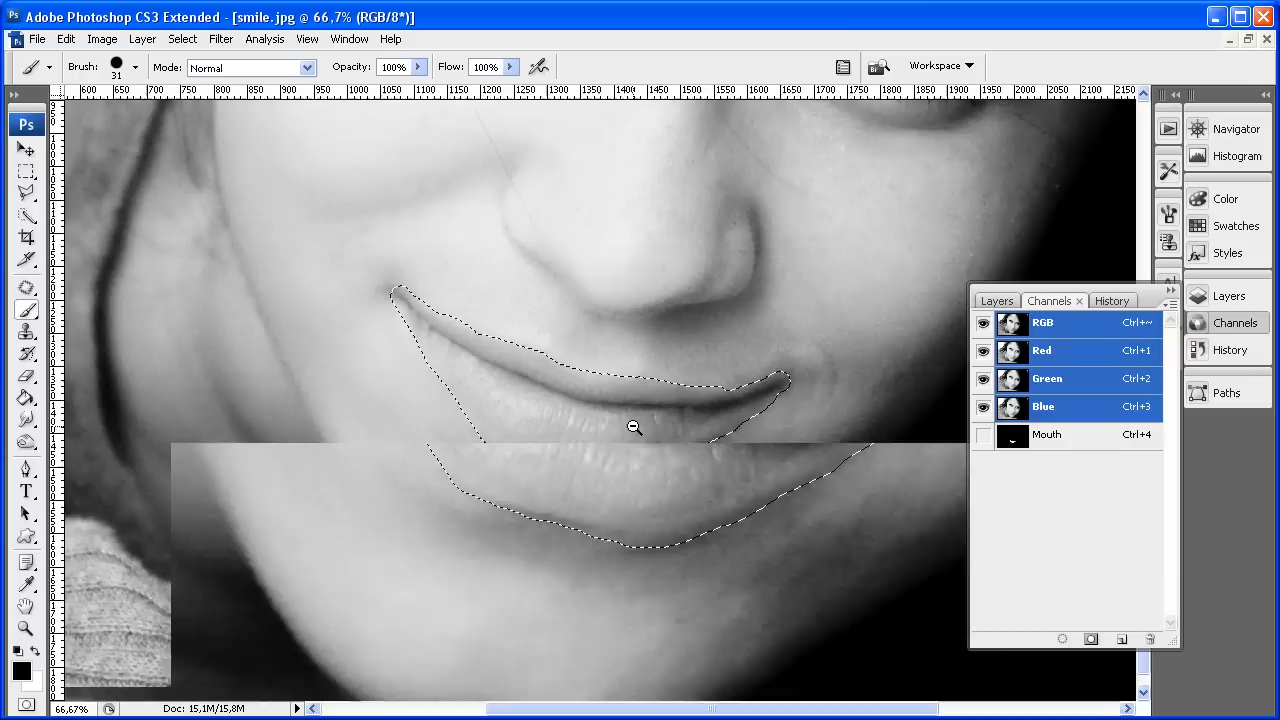 Adobe Photoshop CS3 Extended - [smile.jpg @ 66,7% (RGB/8*)]
File Edit Image Layer Select Filter Analysis View Window Help
Brush: 31 Mode: Normal Opacity: 100% Flow: 100% Workspace
600 650 700 750 800 850 900 950 1000 1050 1100 1150 1200 1250 1300 1350 1400 1450 1500 1550 1600 1650 1700 1750 1800 1850 1900 1950 2000 2050 2100 2150
Ps
Navigator
Histogram
Color
Swatches
Styles
Layers
Channels
History
Paths
Layers Channels History
RGB Ctrl+~
Red Ctrl+1
Green Ctrl+2
Blue Ctrl+3
Mouth Ctrl+4
66,67% Doc: 15,1M/15,8M